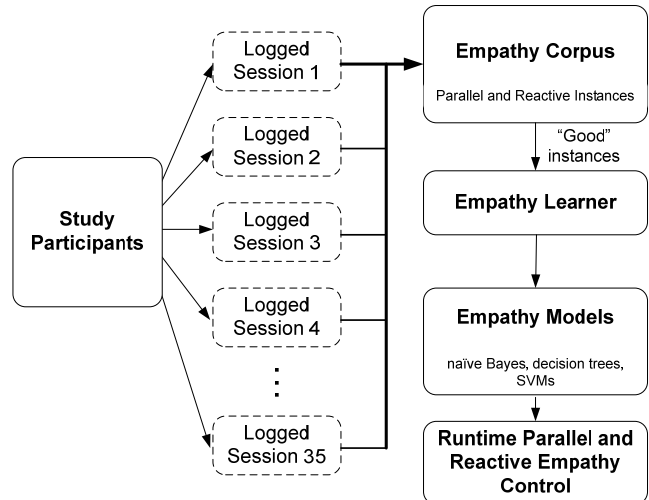 Study
Participants
Logged
Session 1
Logged
Session 2
Logged
Session 3
Logged
Session 4
Logged
Session 35
Empathy Corpus
Parallel and Reactive Instances
“Good”
instances
Empathy Learner
Empathy Models
naïve Bayes, decision trees,
SVMs
Runtime Parallel and
Reactive Empathy
Control